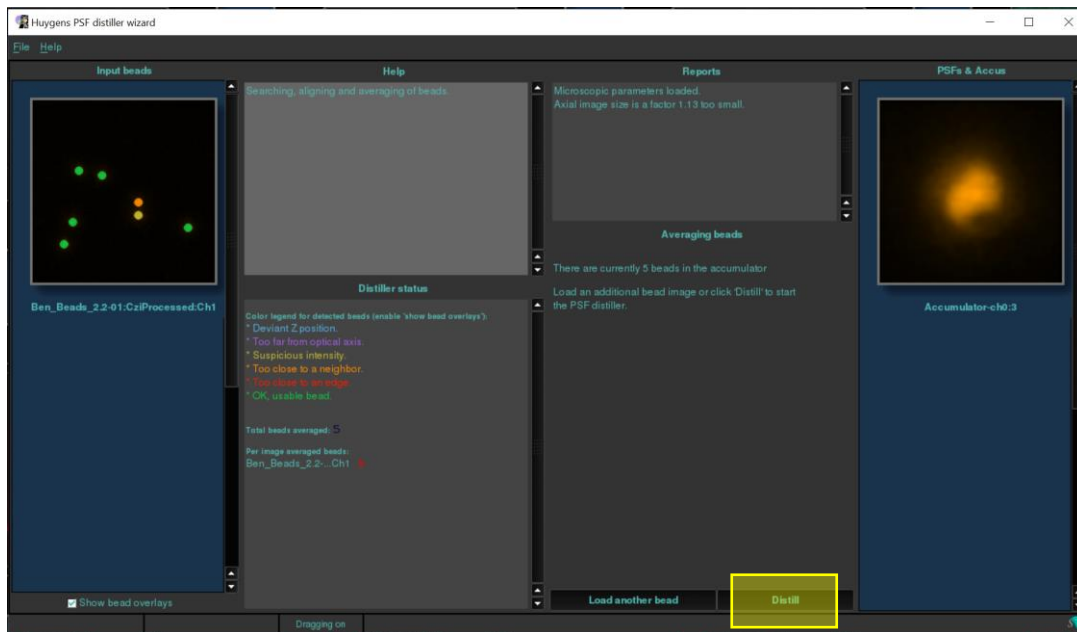 Huygens PSF distiller wizard
File Help
Input beads
Ben_Beads_2.2-01:CziProcessed:Ch1
Show bead overlays
Help
Searching, aligning and averaging of beads.
Distiller status
Color legend for detected beads (enable 'show bead overlays'):
* Deviant Z position.
* Too far from optical axis.
* Suspicious intensity.
* Too close to a neighbor.
* Too close to an edge.
* OK, usable bead.
Total beads averaged: 5
Per image averaged beads:
Ben_Beads_2.2-...Ch1
Reports
Microscopic parameters loaded.
Axial image size is a factor 1.13 too small.
Averaging beads
There are currently 5 beads in the accumulator
Load an additional bead image or click 'Distill' to start
the PSF distiller.
Load another bead
Distill
PSFs & Accus
Accumulator-ch0:3
Dragging on